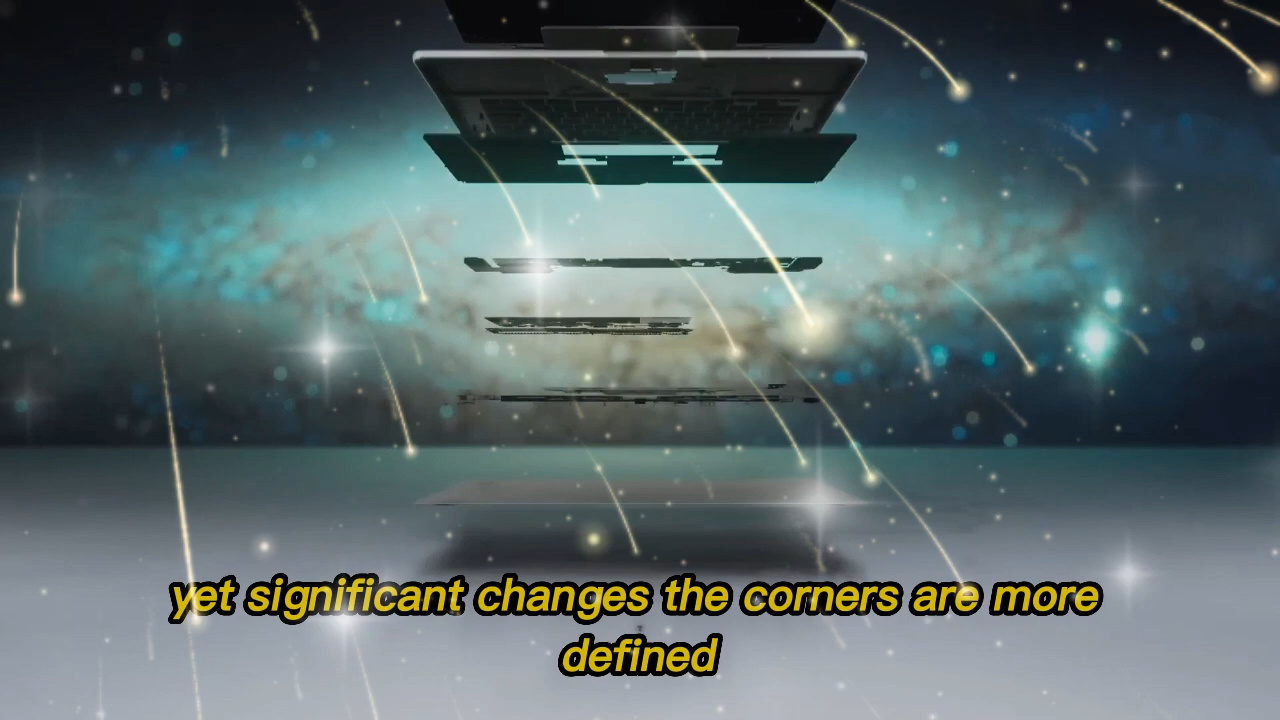 yet significant changes the corners are more
defined